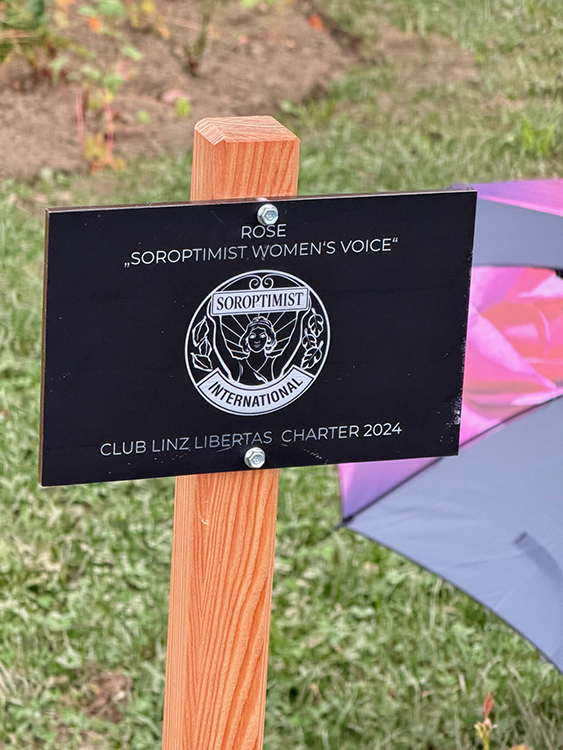 ROSE
„SOROPTIMIST WOMEN‘S VOICE“
SOROPTIMIST
INTERNATIONAL
CLUB LINZ LIBERTAS CHARTER 2024